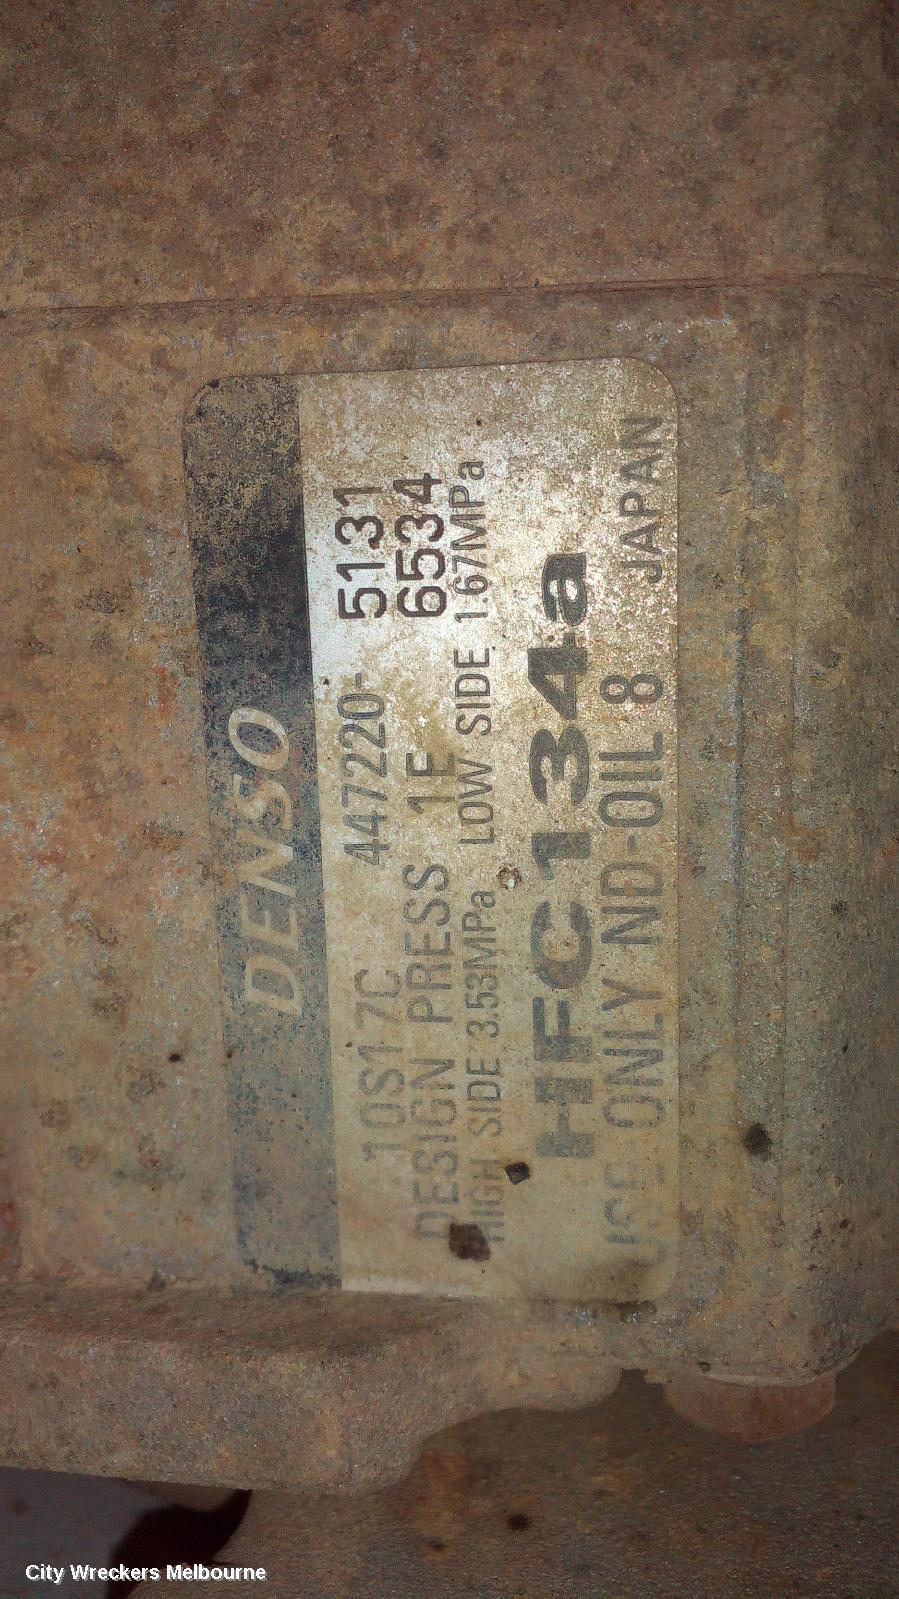 DENSO
10S17C 447220- 5131
DESIGN PRESS 1E 6534
HIGH SIDE 3.53MPa LOW SIDE 1.67MPa
HFC134a
USE ONLY ND-OIL 8 JAPAN
City Wreckers Melbourne